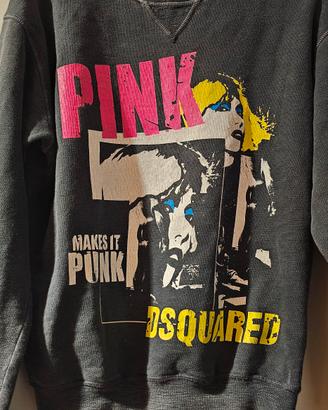 PINK
MAKES IT
PUNK
DSQUARED